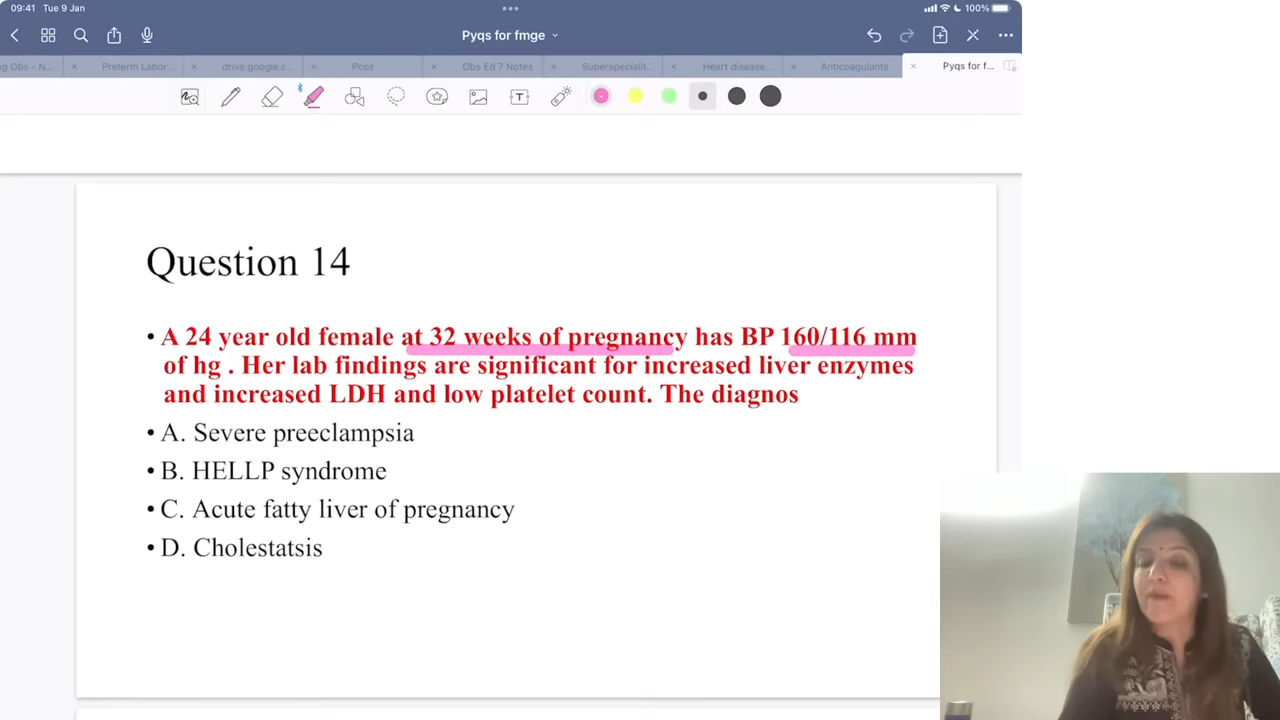 09:41 Tue 9 Jan
100%
Pyqs for fmge
g Obs - N...
Preterm Labor...
drive.google.c...
Pcos
Obs Ed 7 Notes
Superspecialit...
Heart disease...
Anticoagulants
Pyqs for f...
T
Question 14
• A 24 year old female at 32 weeks of pregnancy has BP 160/116 mm
of hg . Her lab findings are significant for increased liver enzymes
and increased LDH and low platelet count. The diagnos
• A. Severe preeclampsia
• B. HELLP syndrome
• C. Acute fatty liver of pregnancy
• D. Cholestatsis